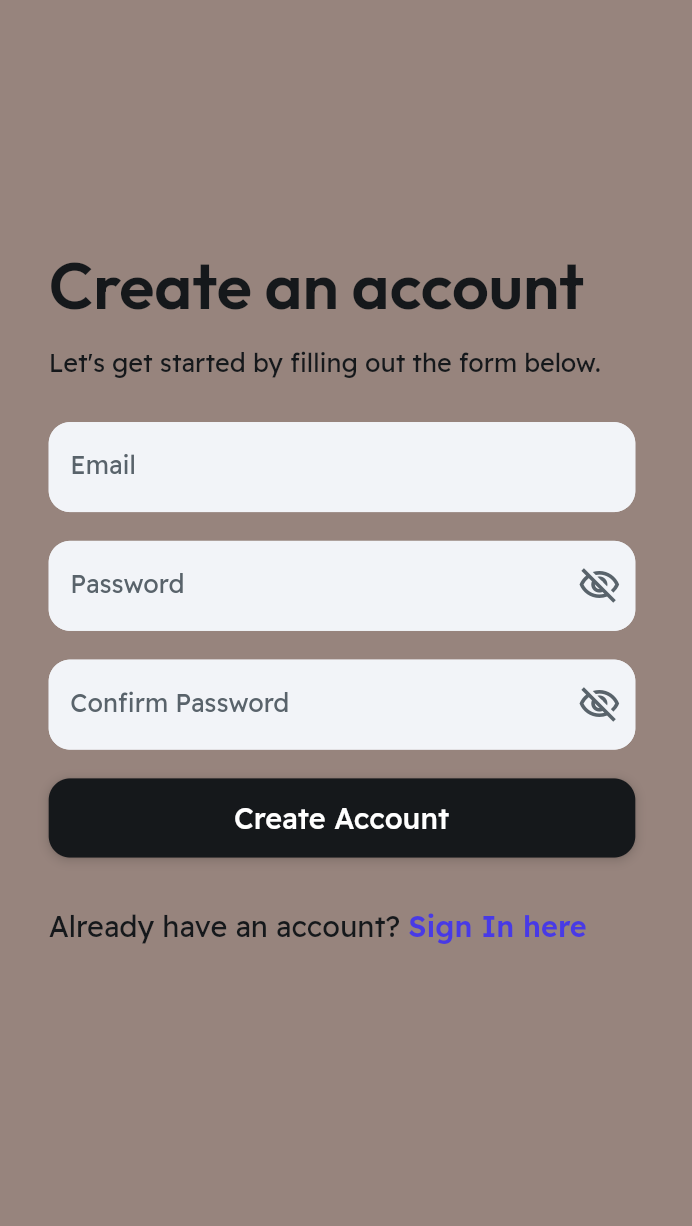 Create an account
Let's get started by filling out the form below.
Email
Password
Confirm Password
Create Account
Already have an account? Sign In here